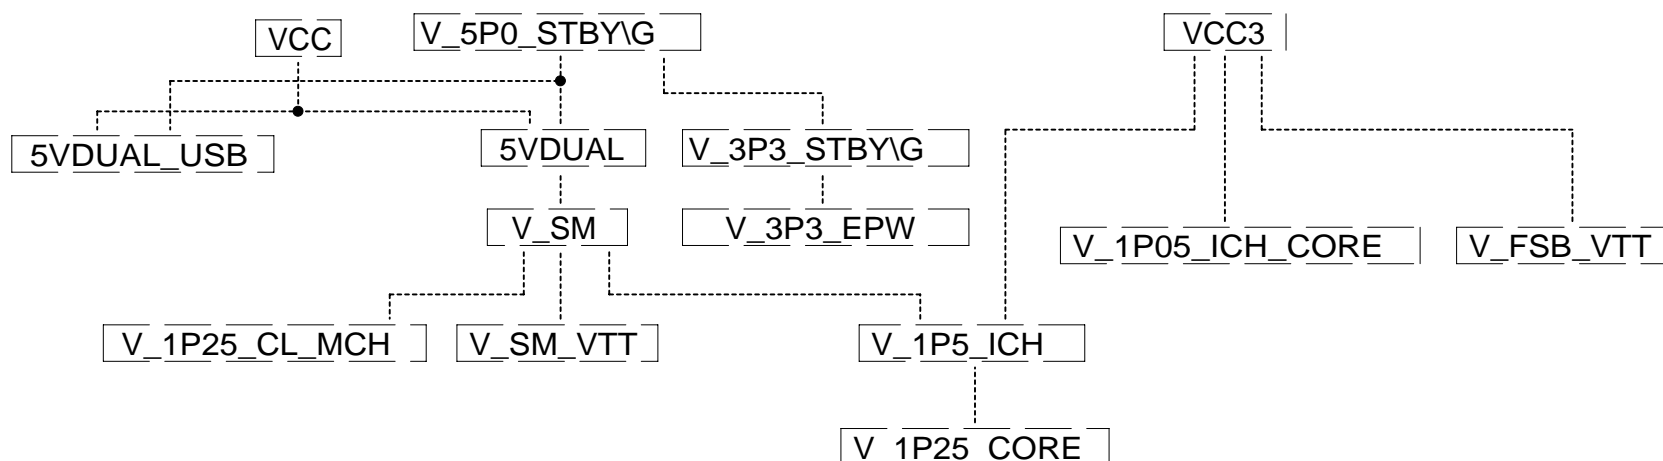 VCC
V_5P0_STBY\G
VCC3
5VDUAL_USB
5VDUAL
V_3P3_STBY\G
V_SM
V_3P3_EPW
V_1P05_ICH_CORE
V_FSB_VTT
V_1P25_CL_MCH
V_SM_VTT
V_1P5_ICH
V_1P25_CORE